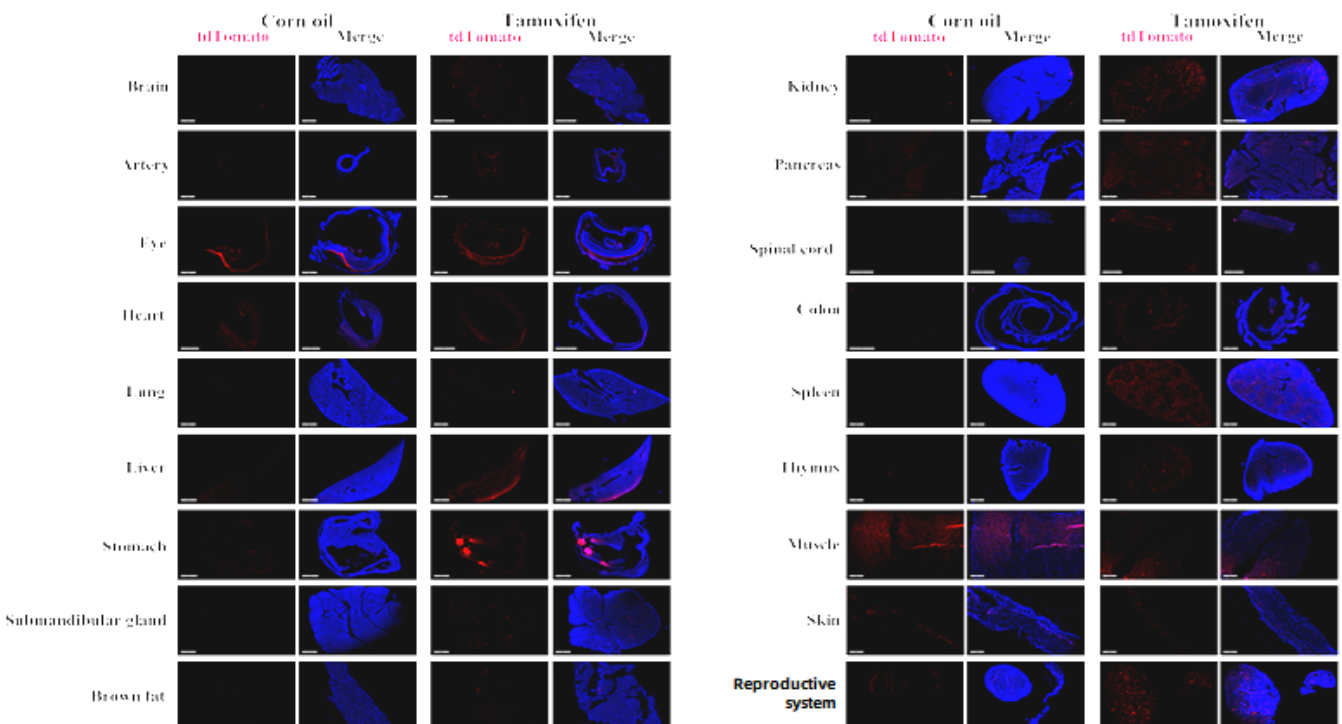 Corn oil Tamoxifen Corn oil Tamoxifen
tdTomato Merge tdTomato Merge tdTomato Merge tdTomato Merge
Brain Kidney
Artery Pancreas
Eye Spinal cord
Heart Colon
Lung Spleen
Liver Thymus
Stomach Muscle
Submandibular gland Skin
Brown fat Reproductive
system